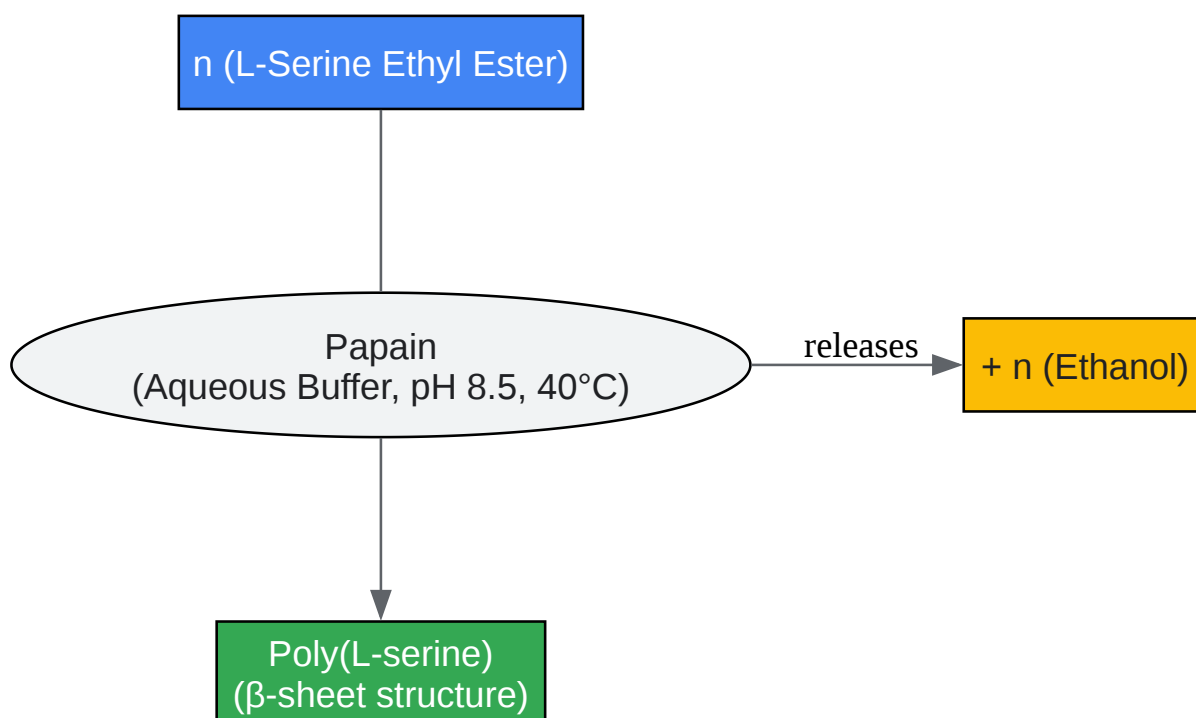 n (L-Serine Ethyl Ester)
Papain
(Aqueous Buffer, pH 8.5, 40°C)
releases
+ n (Ethanol)
Poly(L-serine)
(β-sheet structure)